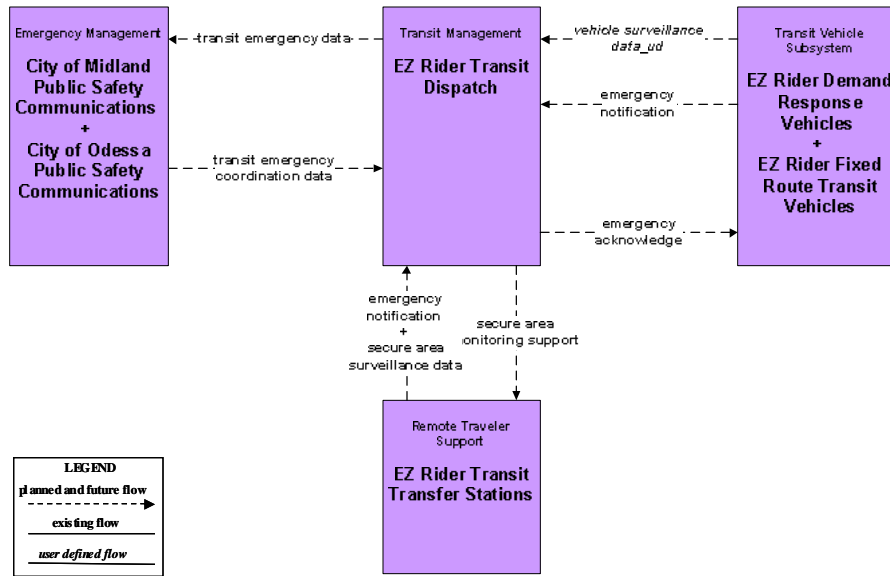 Emergency Management
City of Midland
Public Safety
Communications
+
City of Odessa
Public Safety
Communications
transit emergency data
transit emergency
coordination data
Transit Management
EZ Rider Transit
Dispatch
vehicle surveillance
data_ud
emergency
notification
emergency
acknowledge
Transit Vehicle
Subsystem
EZ Rider Demand
Response
Vehicles
+
EZ Rider Fixed
Route Transit
Vehicles
emergency
notification
+
secure area
surveillance data
secure area
monitoring support
Remote Traveler
Support
EZ Rider Transit
Transfer Stations
LEGEND
planned and future flow
existing flow
user defined flow